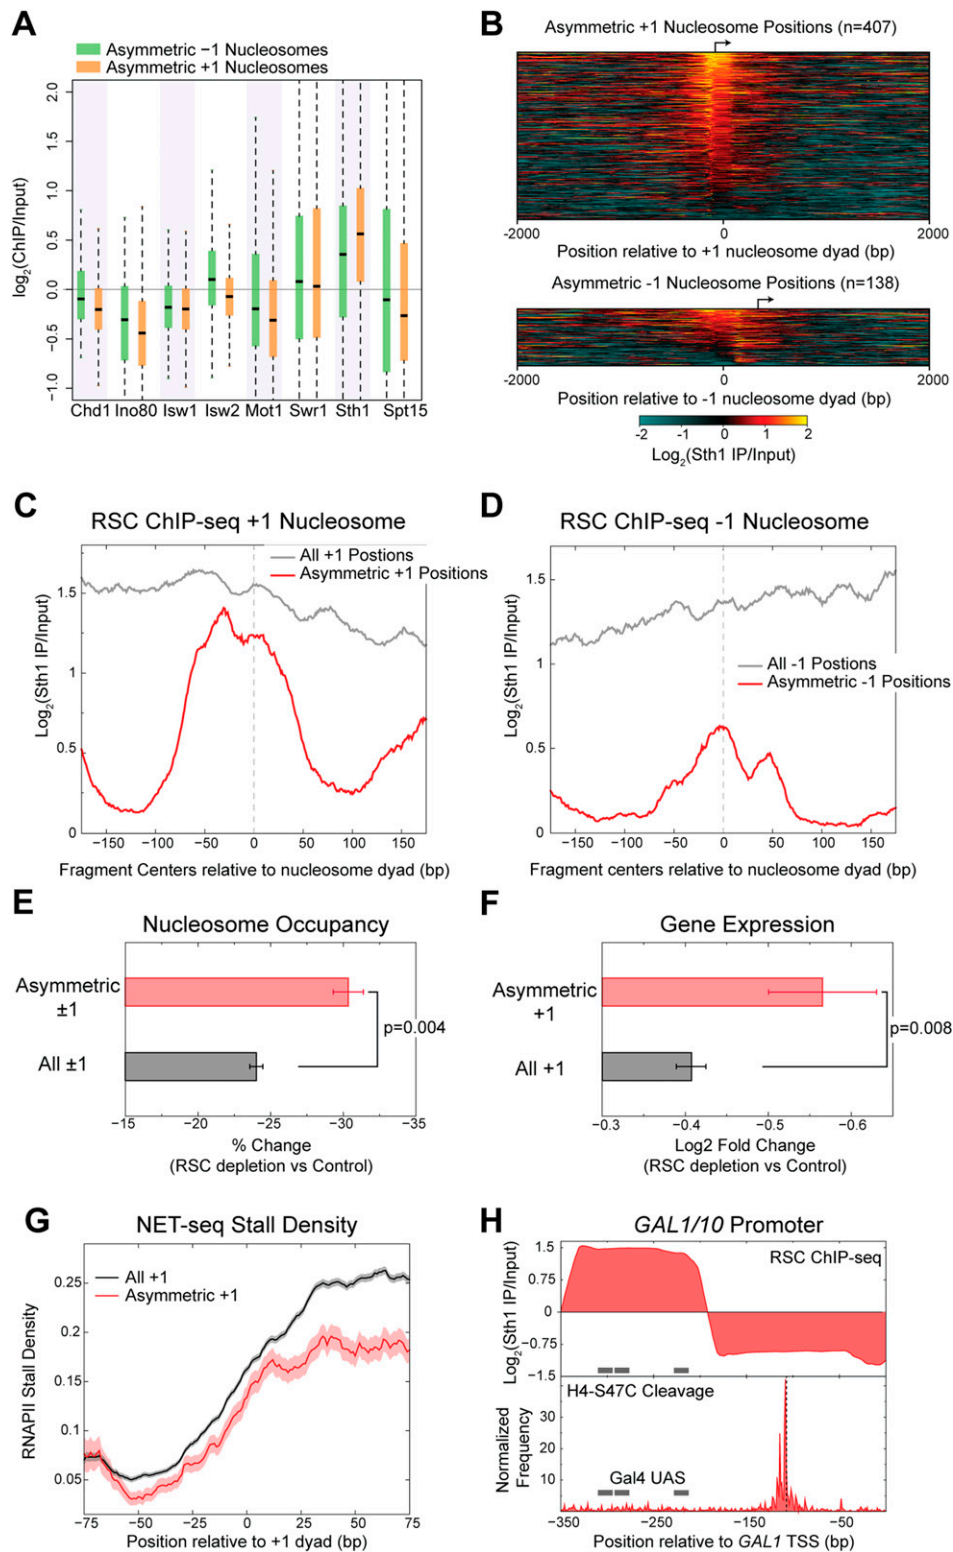 A
Asymmetric −1 Nucleosomes
Asymmetric +1 Nucleosomes
log2(ChIP/Input)
2.0
1.5
1.0
0.5
0.0
−0.5
−1.0
Chd1 Ino80 Isw1 Isw2 Mot1 Swr1 Sth1 Spt15
B
Asymmetric +1 Nucleosome Positions (n=407)
-2000 0 2000
Position relative to +1 nucleosome dyad (bp)
Asymmetric -1 Nucleosome Positions (n=138)
-2000 0 2000
Position relative to -1 nucleosome dyad (bp)
-2 -1 0 1 2
Log2(Sth1 IP/Input)
C
RSC ChIP-seq +1 Nucleosome
All +1 Postions
Asymmetric +1 Positions
Log2(Sth1 IP/Input)
1.5
1
0.5
0
−150 −100 −50 0 50 100 150
Fragment Centers relative to nucleosome dyad (bp)
D
RSC ChIP-seq -1 Nucleosome
All -1 Postions
Asymmetric -1 Positions
Log2(Sth1 IP/Input)
1.5
1
0.5
0
−150 −100 −50 0 50 100 150
Fragment centers relative to nucleosome dyad (bp)
E
Nucleosome Occupancy
Asymmetric
±1
All ±1
p=0.004
−15 −20 −25 −30 −35
% Change
(RSC depletion vs Control)
F
Gene Expression
Asymmetric
+1
All +1
p=0.008
−0.3 −0.4 −0.5 −0.6
Log2 Fold Change
(RSC depletion vs Control)
G
NET-seq Stall Density
All +1
Asymmetric +1
RNAPII Stall Density
0.25
0.2
0.15
0.1
0.05
−75 −50 −25 0 25 50 75
Position relative to +1 dyad (bp)
H
GAL1/10 Promoter
RSC ChIP-seq
Log2(Sth1 IP/Input)
1.5
0.75
0
−0.75
−1.5
H4-S47C Cleavage
Normalized
Frequency
30
20
10
Gal4 UAS
−350 −250 −150 −50
Position relative to GAL1 TSS (bp)